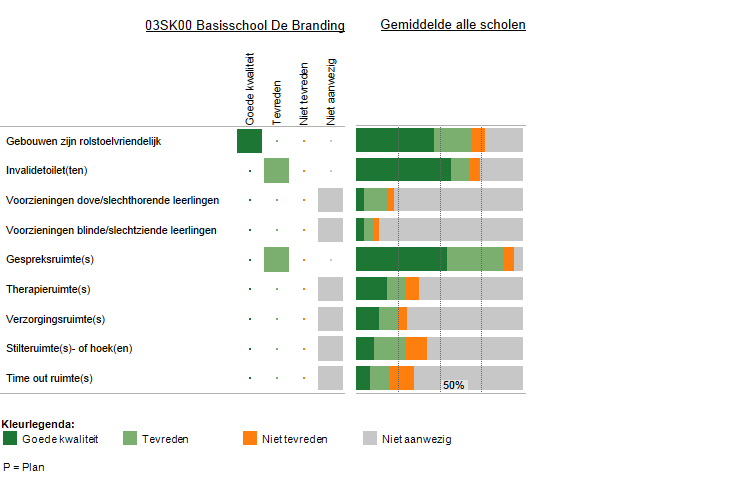 03SK00 Basisschool De Branding
Gemiddelde alle scholen
Goede kwaliteit
Tevreden
Niet tevreden
Niet aanwezig
Gebouwen zijn rolstoelvriendelijk
Invalidetoilet(ten)
Voorzieningen dove/slechthorende leerlingen
Voorzieningen blinde/slechtziende leerlingen
Gespreksruimte(s)
Therapieruimte(s)
Verzorgingsruimte(s)
Stilteruimte(s)- of hoek(en)
Time out ruimte(s)
50%
Kleurlegenda:
Goede kwaliteit Tevreden Niet tevreden Niet aanwezig
P = Plan